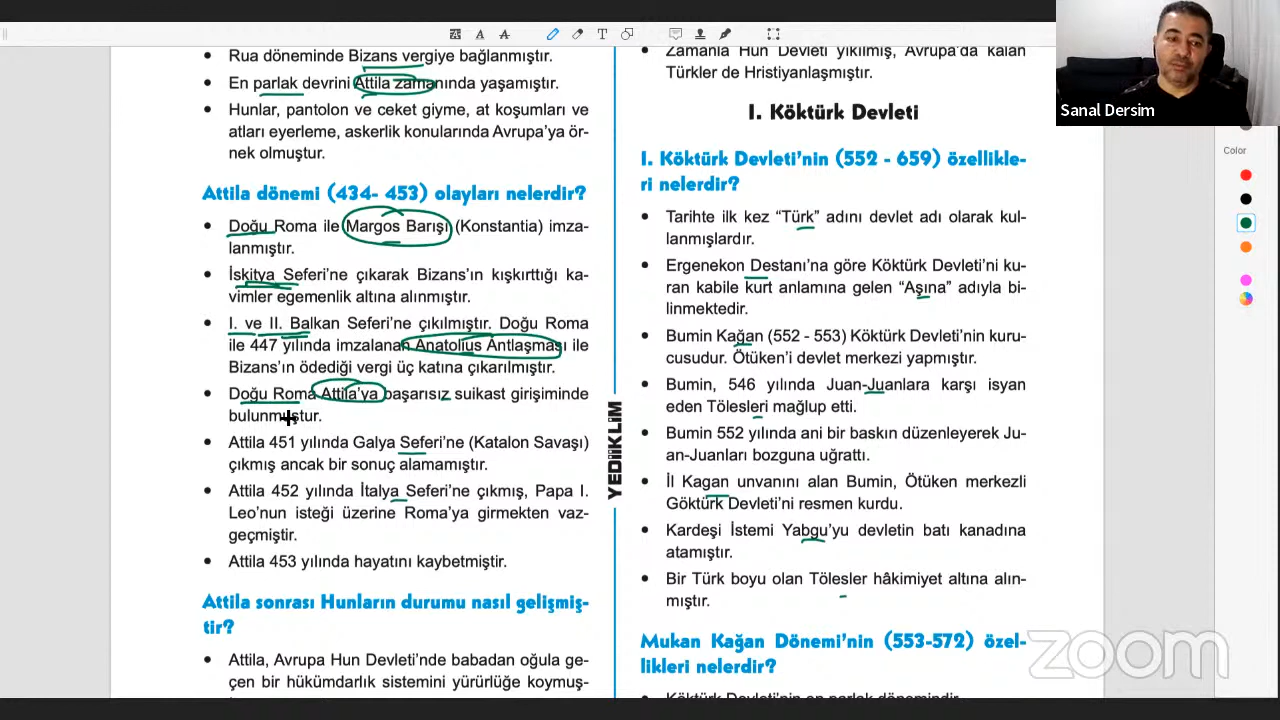 Rua döneminde Bizans vergiye bağlanmıştır.
En parlak devrini Attila zamanında yaşamıştır.
Hunlar, pantolon ve ceket giyme, at koşumları ve
atları eyerleme, askerlik konularında Avrupa'ya ör-
nek olmuştur.
Attila dönemi (434- 453) olayları nelerdir?
Doğu Roma ile Margos Barışı (Konstantia) imza-
lanmıştır.
İskitya Seferi'ne çıkarak Bizans'ın kışkırttığı ka-
vimler egemenlik altına alınmıştır.
I. ve II. Balkan Seferi'ne çıkılmıştır. Doğu Roma
ile 447 yılında imzalanan Anatolius Antlaşması ile
Bizans'ın ödediği vergi üç katına çıkarılmıştır.
Doğu Roma Attila'ya başarısız suikast girişiminde
bulunmuştur.
Attila 451 yılında Galya Seferi'ne (Katalon Savaşı)
çıkmış ancak bir sonuç alamamıştır.
Attila 452 yılında İtalya Seferi'ne çıkmış, Papa I.
Leo'nun isteği üzerine Roma'ya girmekten vaz-
geçmiştir.
Attila 453 yılında hayatını kaybetmiştir.
Attila sonrası Hunların durumu nasıl gelişmiş-
tir?
Attila, Avrupa Hun Devleti'nde babadan oğula ge-
çen bir hükümdarlık sistemini yürürlüğe koymuş-
YEDİİKLİM
Zamanla Hun Devleti yıkılmış, Avrupa'da kalan
Türkler de Hristiyanlaşmıştır.
I. Köktürk Devleti
I. Köktürk Devleti'nin (552 - 659) özellikle-
ri nelerdir?
Tarihte ilk kez “Türk” adını devlet adı olarak kul-
lanmışlardır.
Ergenekon Destanı'na göre Köktürk Devleti'ni ku-
ran kabile kurt anlamına gelen “Aşına” adıyla bi-
linmektedir.
Bumin Kağan (552 - 553) Köktürk Devleti'nin kuru-
cusudur. Ötüken'i devlet merkezi yapmıştır.
Bumin, 546 yılında Juan-Juanlara karşı isyan
eden Tölesleri mağlup etti.
Bumin 552 yılında ani bir baskın düzenleyerek Ju-
an-Juanları bozguna uğrattı.
İl Kagan unvanını alan Bumin, Ötüken merkezli
Göktürk Devleti'ni resmen kurdu.
Kardeşi İstemi Yabgu'yu devletin batı kanadına
atamıştır.
Bir Türk boyu olan Tölesler hâkimiyet altına alın-
mıştır.
Mukan Kağan Dönemi'nin (553-572) özel-
likleri nelerdir?
Köktürk Devleti'nin en parlak dönemidir.
Sanal Dersim
Color
zoom